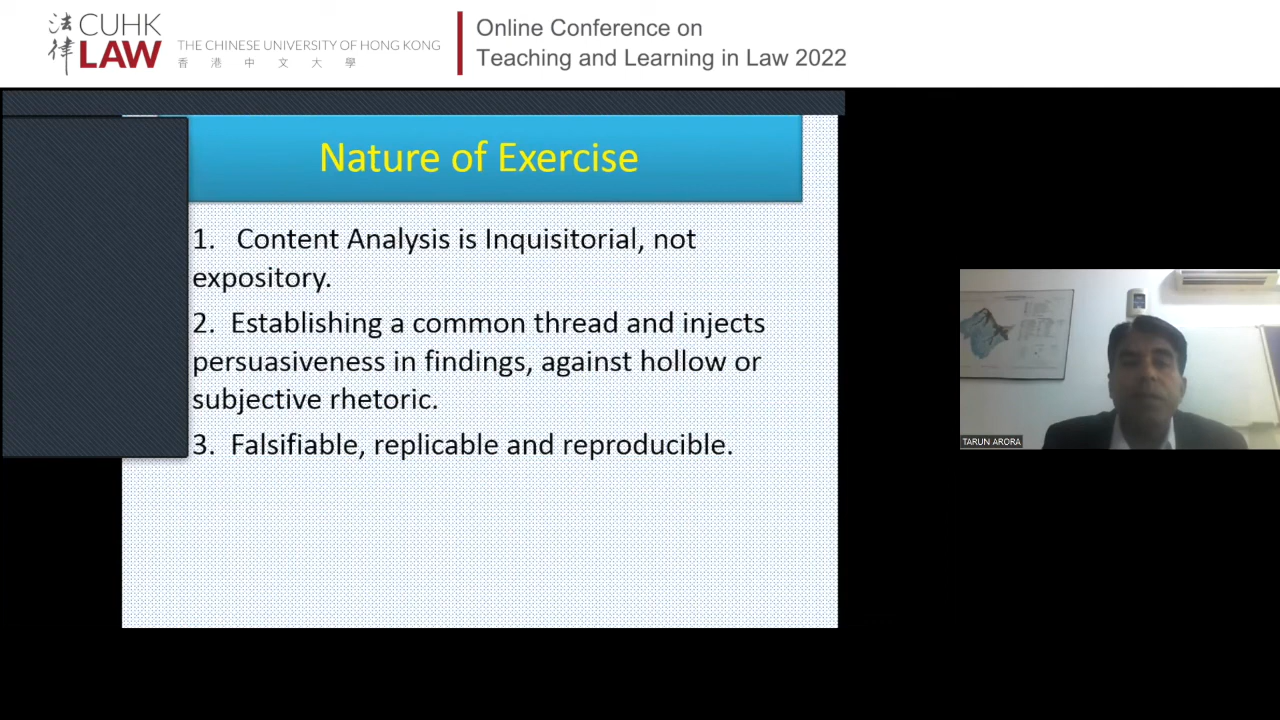 法律 CUHK LAW
THE CHINESE UNIVERSITY OF HONG KONG
香港中文大學
Online Conference on
Teaching and Learning in Law 2022
Nature of Exercise
1. Content Analysis is Inquisitorial, not
expository.
2. Establishing a common thread and injects
persuasiveness in findings, against hollow or
subjective rhetoric.
3. Falsifiable, replicable and reproducible.
TARUN ARORA